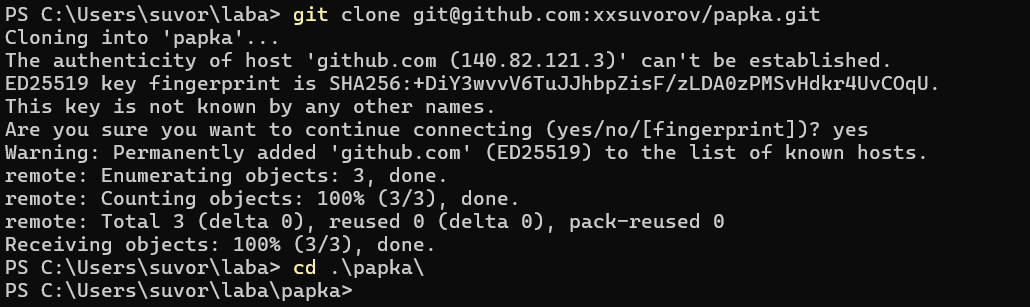 PS C:\Users\suvor\laba> git clone git@github.com:xxsuvorov/papka.git
Cloning into 'papka'...
The authenticity of host 'github.com (140.82.121.3)' can't be established.
ED25519 key fingerprint is SHA256:+DiY3wvvV6TuJJhbpZisF/zLDA0zPMSvHdkr4UvCOqU.
This key is not known by any other names.
Are you sure you want to continue connecting (yes/no/[fingerprint])? yes
Warning: Permanently added 'github.com' (ED25519) to the list of known hosts.
remote: Enumerating objects: 3, done.
remote: Counting objects: 100% (3/3), done.
remote: Total 3 (delta 0), reused 0 (delta 0), pack-reused 0
Receiving objects: 100% (3/3), done.
PS C:\Users\suvor\laba> cd .\papka\
PS C:\Users\suvor\laba\papka>